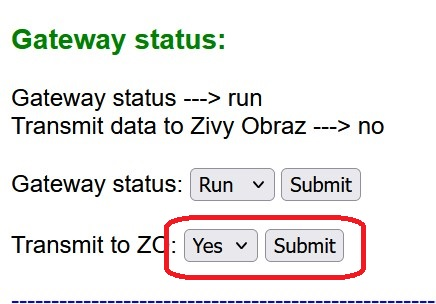 Gateway status:
Gateway status ---> run
Transmit data to Zivy Obraz ---> no
Gateway status: Run Submit
Transmit to ZO: Yes Submit